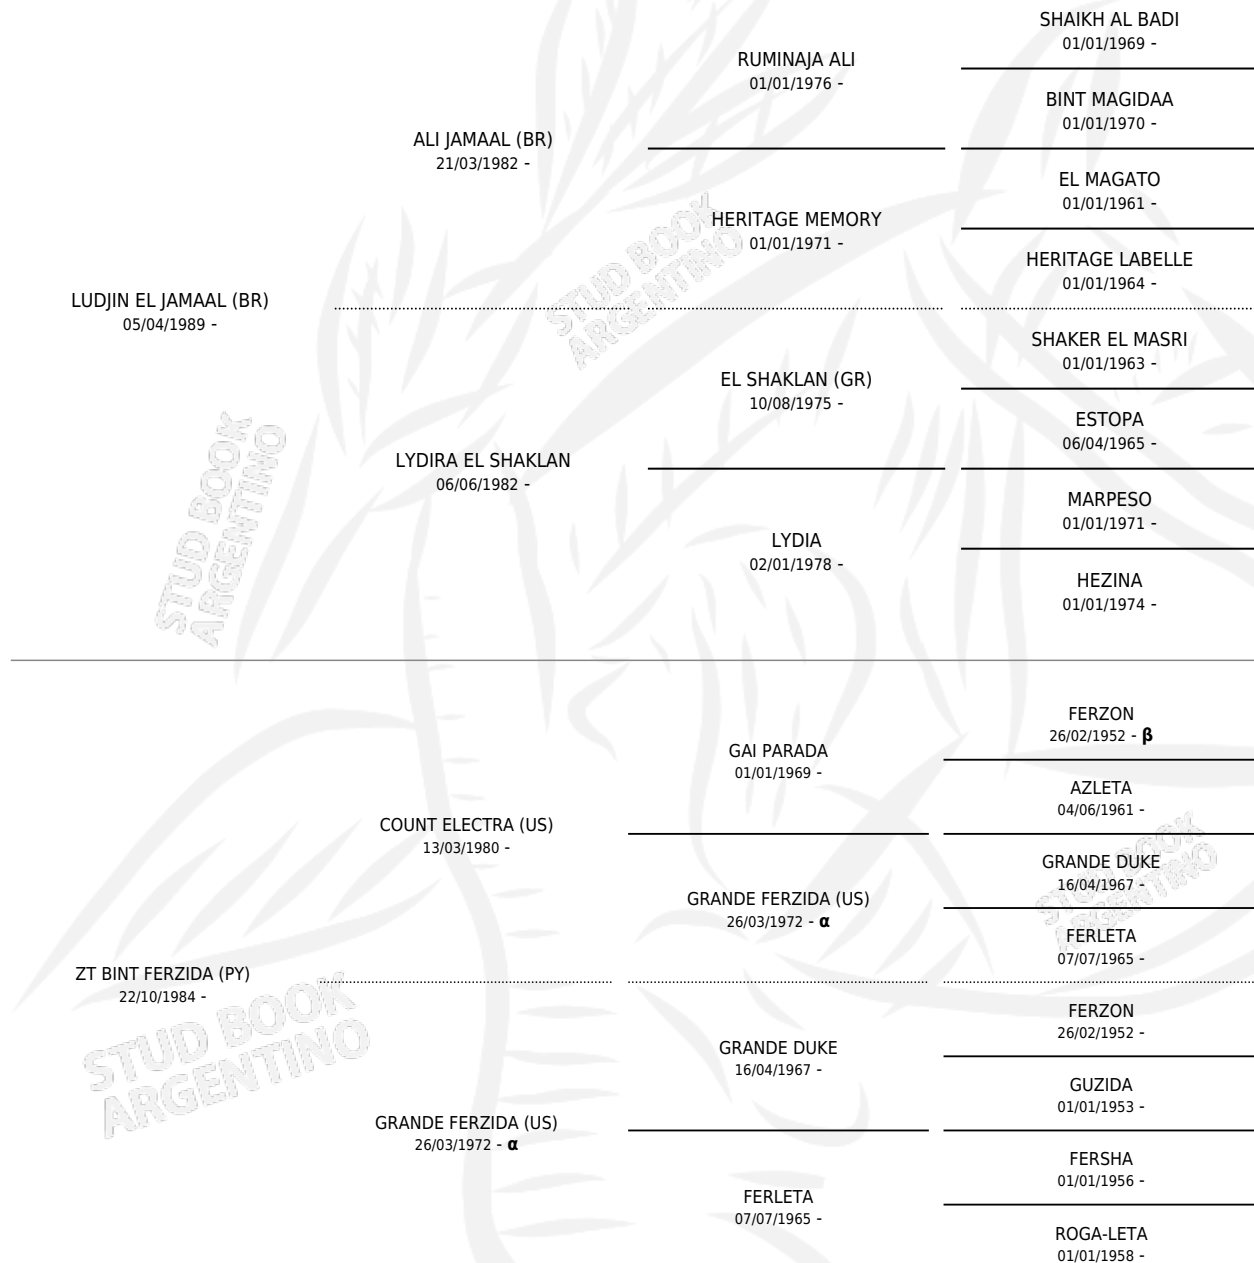 SHAIKH AL BADI
01/01/1969 -
RUMINAJA ALI
01/01/1976 -
BINT MAGIDAA
01/01/1970 -
ALI JAMAAL (BR)
21/03/1982 -
EL MAGATO
01/01/1961 -
HERITAGE MEMORY
01/01/1971 -
HERITAGE LABELLE
01/01/1964 -
LUDJIN EL JAMAAL (BR)
05/04/1989 -
SHAKER EL MASRI
01/01/1963 -
EL SHAKLAN (GR)
10/08/1975 -
ESTOPA
06/04/1965 -
LYDIRA EL SHAKLAN
06/06/1982 -
MARPESO
01/01/1971 -
LYDIA
02/01/1978 -
HEZINA
01/01/1974 -
FERZON
26/02/1952 - β
GAI PARADA
01/01/1969 -
AZLETA
04/06/1961 -
COUNT ELECTRA (US)
13/03/1980 -
GRANDE DUKE
16/04/1967 -
GRANDE FERZIDA (US)
26/03/1972 - α
FERLETA
07/07/1965 -
ZT BINT FERZIDA (PY)
22/10/1984 -
FERZON
26/02/1952 -
GRANDE DUKE
16/04/1967 -
GUZIDA
01/01/1953 -
GRANDE FERZIDA (US)
26/03/1972 - α
FERSHA
01/01/1956 -
FERLETA
07/07/1965 -
ROGA-LETA
01/01/1958 -
STUD BOOK
ARGENTINO
STUD BOOK
ARGENTINO
STUD BOOK
ARGENTINO
STUD BOOK
ARGENTINO